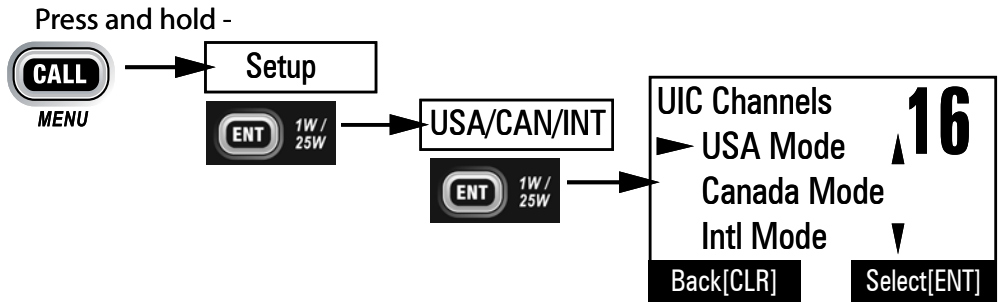 Press and hold -
CALL
MENU
Setup
ENT 1W /
25W
USA/CAN/INT
ENT 1W /
25W
UIC Channels 16
USA Mode
Canada Mode
Intl Mode
Back[CLR] Select[ENT]